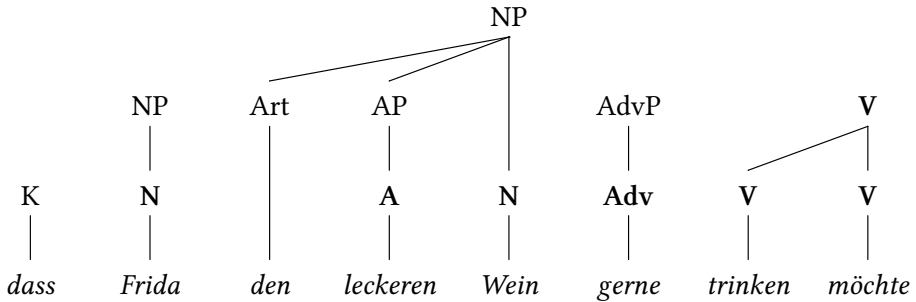 NP
NP Art AP AdvP V
K N A N Adv V V
dass Frida den leckeren Wein gerne trinken möchte